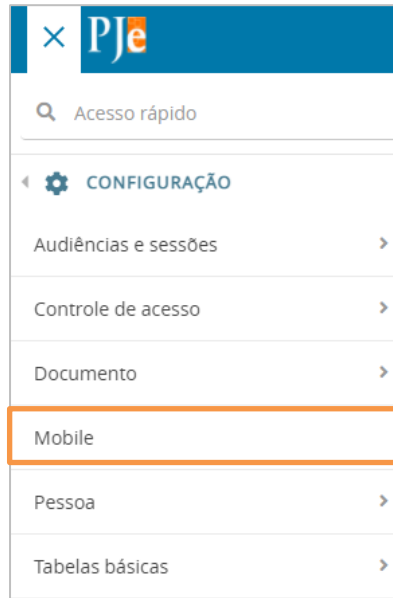 PJe
Acesso rápido
CONFIGURAÇÃO
Audiências e sessões
Controle de acesso
Documento
Mobile
Pessoa
Tabelas básicas